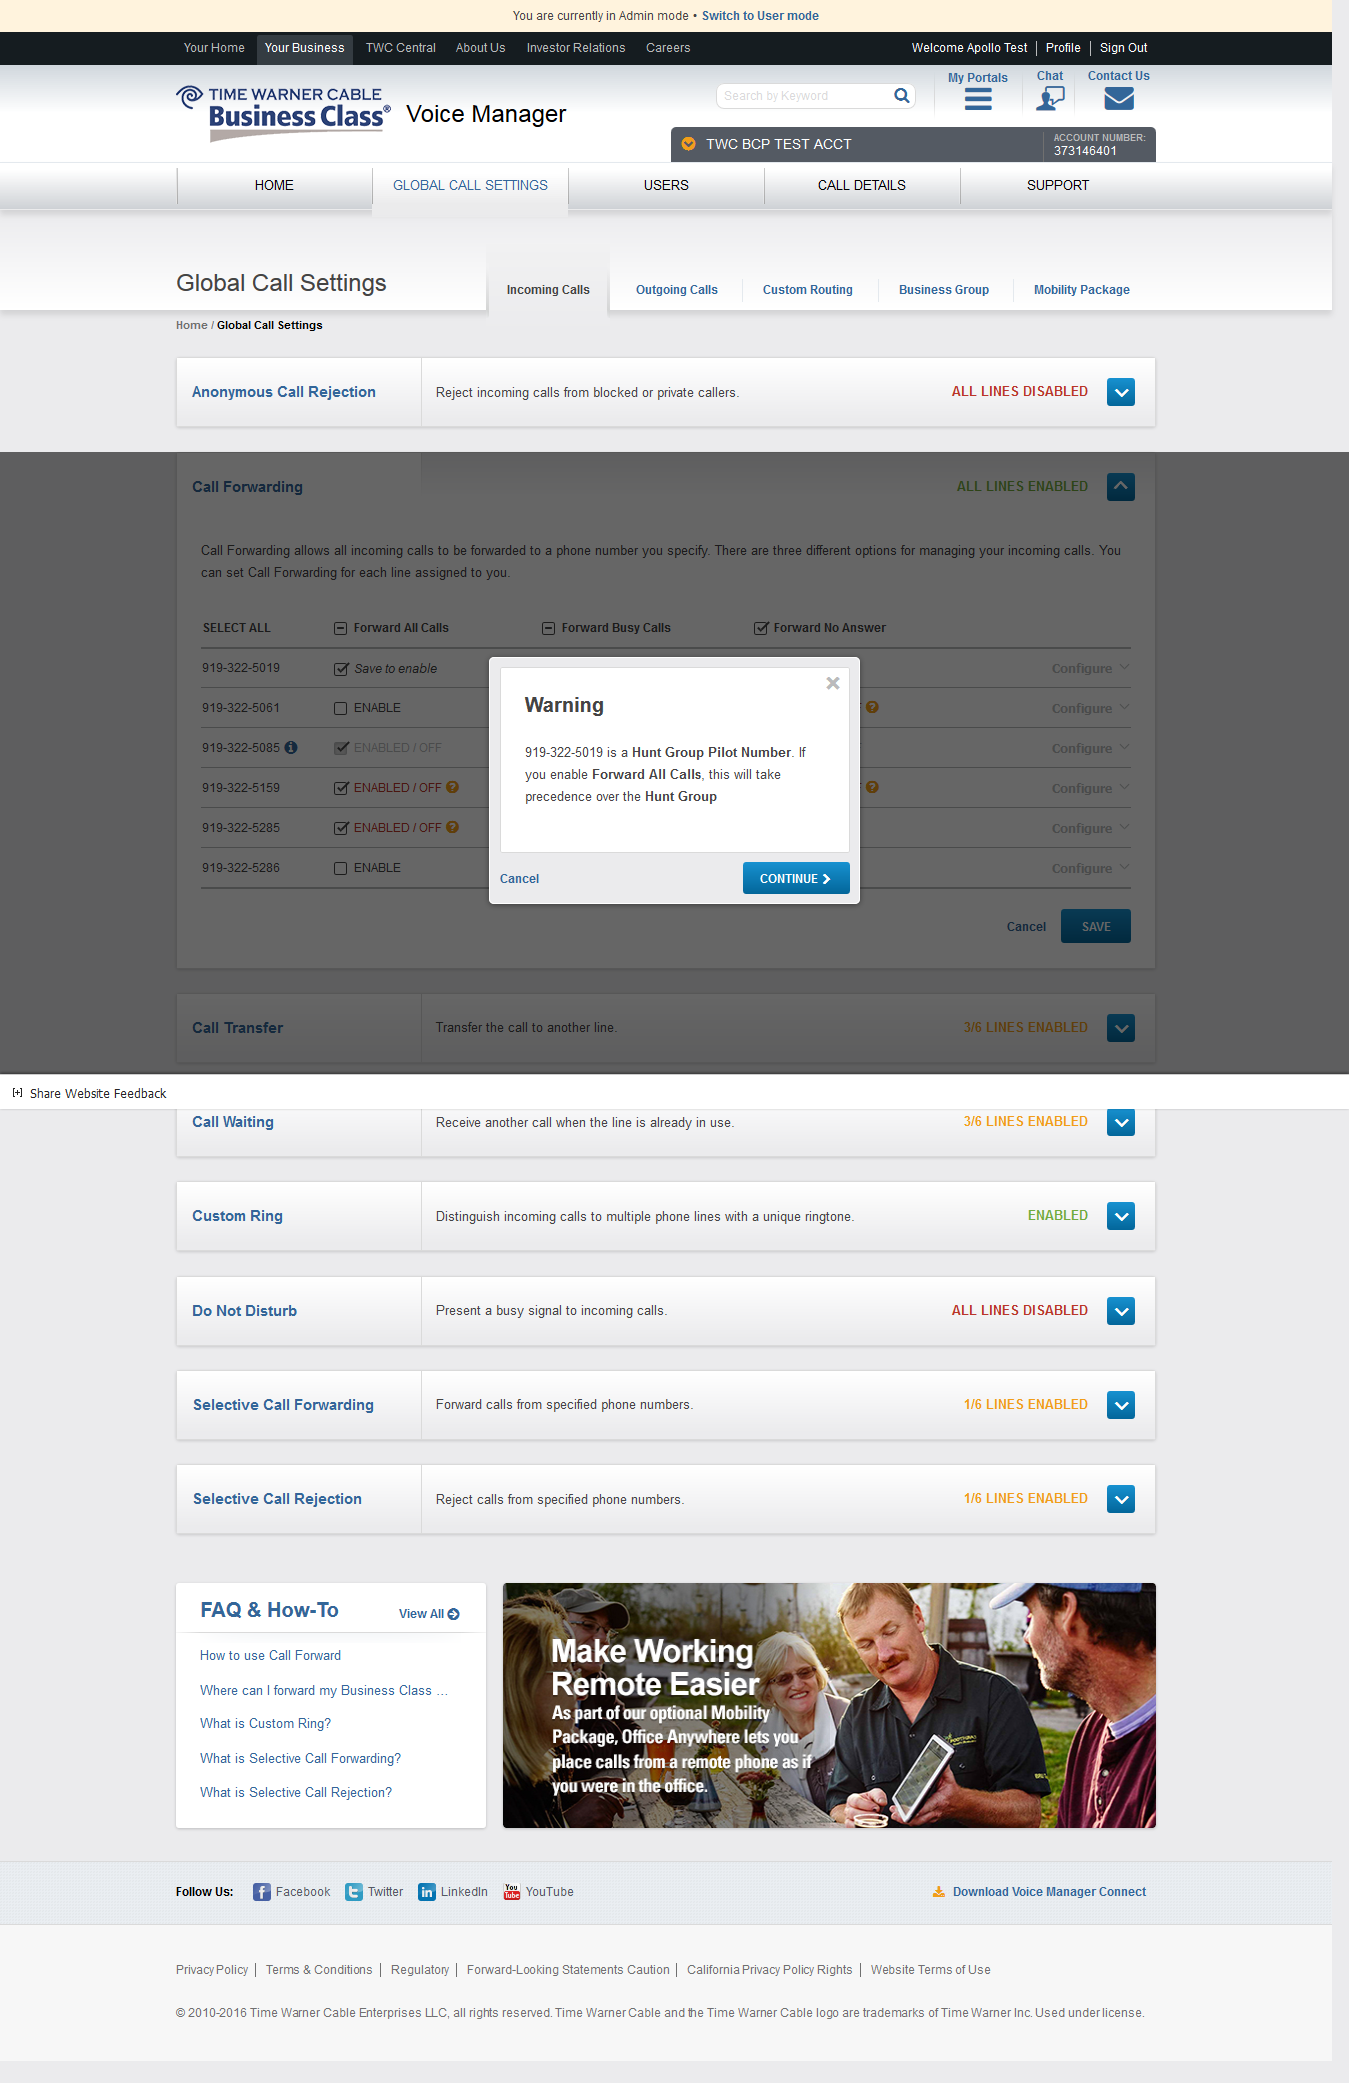 You are currently in Admin mode • Switch to User mode
Your Home Your Business TWC Central About Us Investor Relations Careers Welcome Apollo Test Profile Sign Out
My Portals Chat Contact Us
TIME WARNER CABLE
Business Class®
Voice Manager
Search by Keyword
TWC BCP TEST ACCT
ACCOUNT NUMBER:
373146401
HOME GLOBAL CALL SETTINGS USERS CALL DETAILS SUPPORT
Global Call Settings
Incoming Calls Outgoing Calls Custom Routing Business Group Mobility Package
Home / Global Call Settings
Anonymous Call Rejection Reject incoming calls from blocked or private callers. ALL LINES DISABLED
Call Forwarding ALL LINES ENABLED
Call Forwarding allows all incoming calls to be forwarded to a phone number you specify. There are three different options for managing your incoming calls. You
can set Call Forwarding for each line assigned to you.
SELECT ALL Forward All Calls Forward Busy Calls Forward No Answer
919-322-5019 Save to enable Configure
919-322-5061 ENABLE Configure
919-322-5085 ENABLED / OFF Configure
919-322-5159 ENABLED / OFF Configure
919-322-5285 ENABLED / OFF Configure
919-322-5286 ENABLE Configure
Cancel SAVE
Warning
919-322-5019 is a Hunt Group Pilot Number. If
you enable Forward All Calls, this will take
precedence over the Hunt Group
Cancel CONTINUE
Call Transfer Transfer the call to another line. 3/6 LINES ENABLED
[+] Share Website Feedback
Call Waiting Receive another call when the line is already in use. 3/6 LINES ENABLED
Custom Ring Distinguish incoming calls to multiple phone lines with a unique ringtone. ENABLED
Do Not Disturb Present a busy signal to incoming calls. ALL LINES DISABLED
Selective Call Forwarding Forward calls from specified phone numbers. 1/6 LINES ENABLED
Selective Call Rejection Reject calls from specified phone numbers. 1/6 LINES ENABLED
FAQ & How-To View All
How to use Call Forward
Where can I forward my Business Class ...
What is Custom Ring?
What is Selective Call Forwarding?
What is Selective Call Rejection?
Make Working
Remote Easier
As part of our optional Mobility
Package, Office Anywhere lets you
place calls from a remote phone as if
you were in the office.
Follow Us: Facebook Twitter LinkedIn YouTube Download Voice Manager Connect
Privacy Policy Terms & Conditions Regulatory Forward-Looking Statements Caution California Privacy Policy Rights Website Terms of Use
© 2010-2016 Time Warner Cable Enterprises LLC, all rights reserved. Time Warner Cable and the Time Warner Cable logo are trademarks of Time Warner Inc. Used under license.